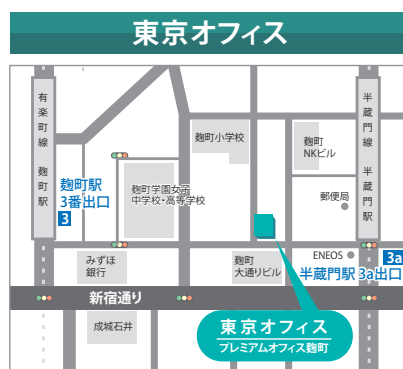 東京オフィス
有楽町線 麹町駅
半蔵門線 半蔵門駅
麹町小学校
麹町
NKビル
麹町学園女子
中学校・高等学校
麹町駅
3番出口
3
郵便局
みずほ
銀行
麹町
大通りビル
ENEOS
3a
半蔵門駅 3a出口
新宿通り
成城石井
東京オフィス
プレミアムオフィス麹町